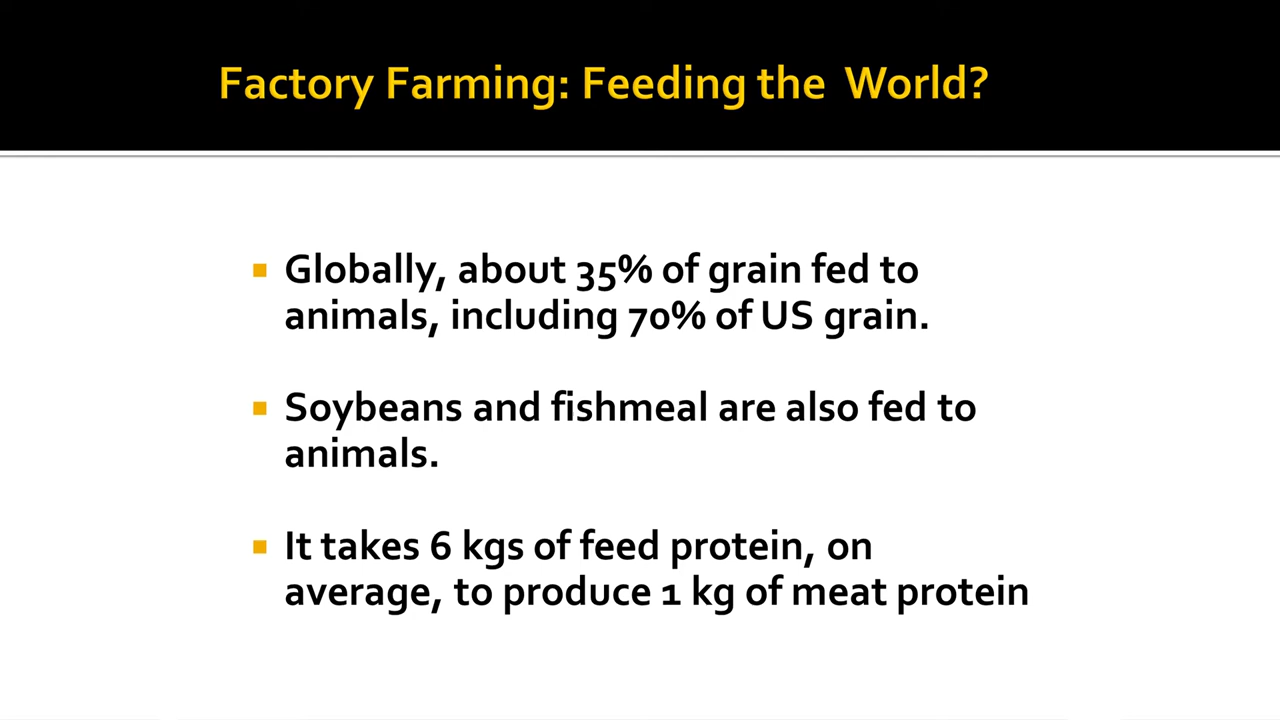 Factory Farming: Feeding the World?
Globally, about 35% of grain fed to
animals, including 70% of US grain.
Soybeans and fishmeal are also fed to
animals.
It takes 6 kgs of feed protein, on
average, to produce 1 kg of meat protein